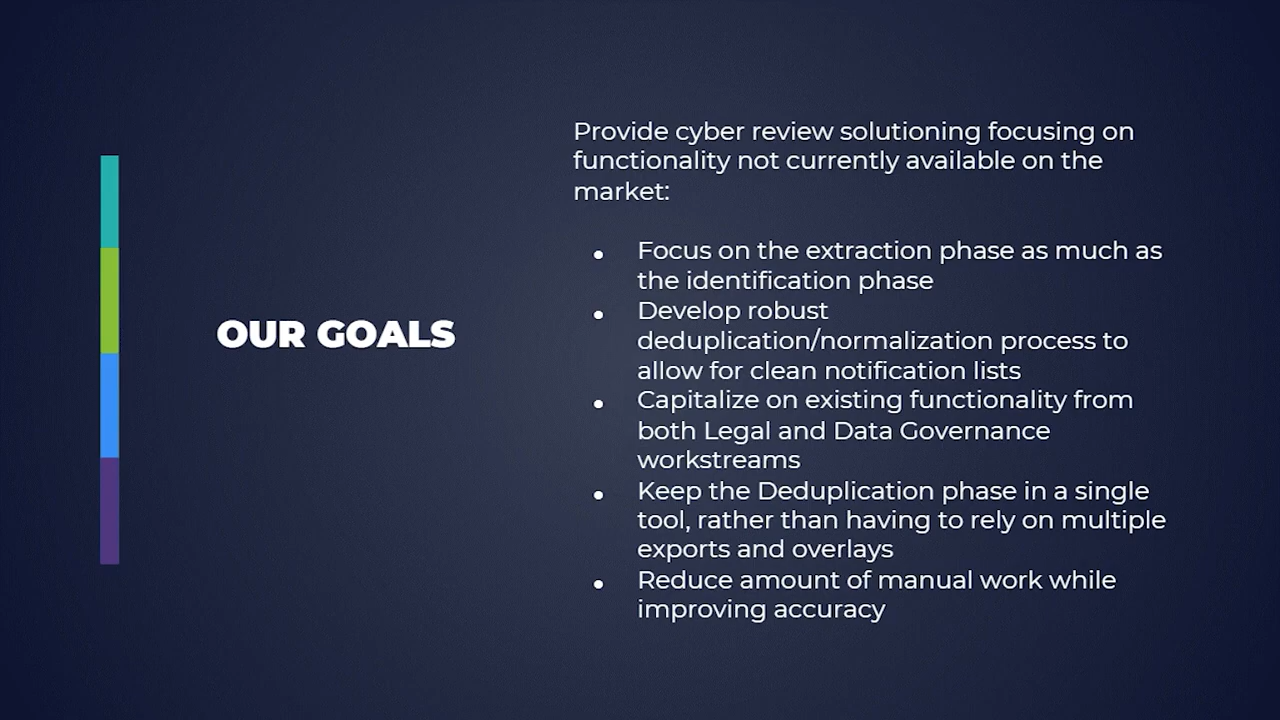 OUR GOALS
Provide cyber review solutioning focusing on
functionality not currently available on the
market:
• Focus on the extraction phase as much as
the identification phase
• Develop robust
deduplication/normalization process to
allow for clean notification lists
• Capitalize on existing functionality from
both Legal and Data Governance
workstreams
• Keep the Deduplication phase in a single
tool, rather than having to rely on multiple
exports and overlays
• Reduce amount of manual work while
improving accuracy